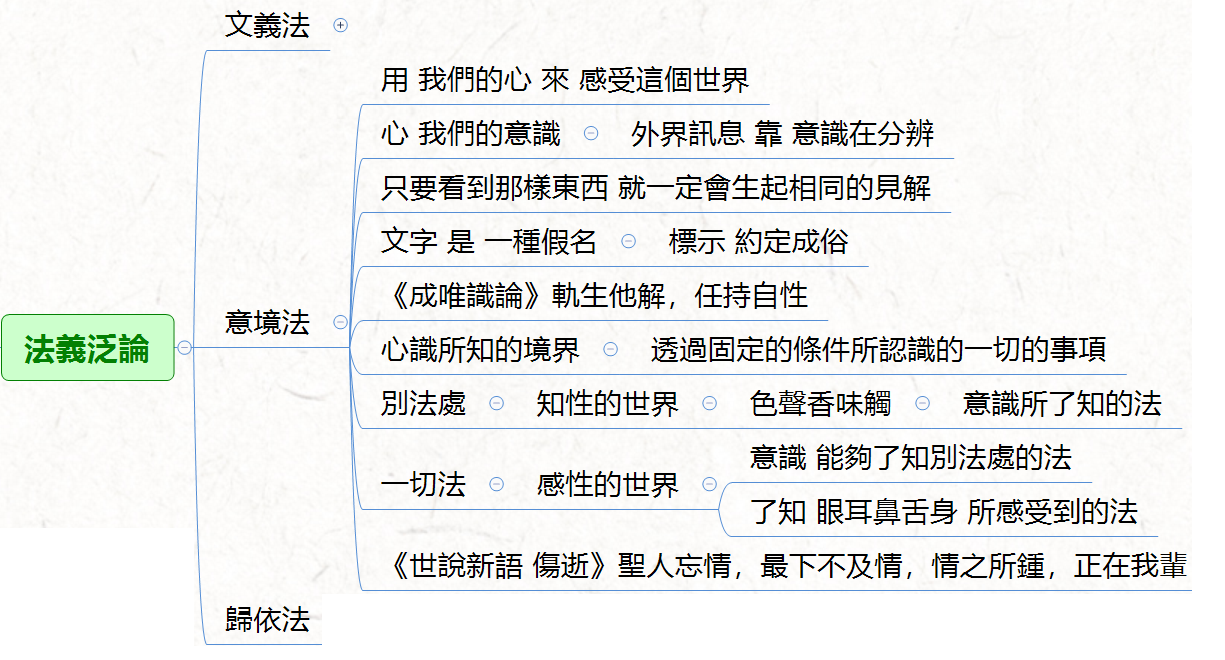 文義法
用 我們的心 來 感受這個世界
心 我們的意識 外界訊息 靠 意識在分辨
只要看到那樣東西 就一定會生起相同的見解
文字 是 一種假名 標示 約定成俗
《成唯識論》軌生他解，任持自性
意境法
法義泛論
心識所知的境界 透過固定的條件所認識的一切的事項
別法處 知性的世界 色聲香味觸 意識所了知的法
意識 能夠了知別法處的法
一切法 感性的世界
了知 眼耳鼻舌身 所感受到的法
《世說新語 傷逝》聖人忘情，最下不及情，情之所鍾，正在我輩
歸依法